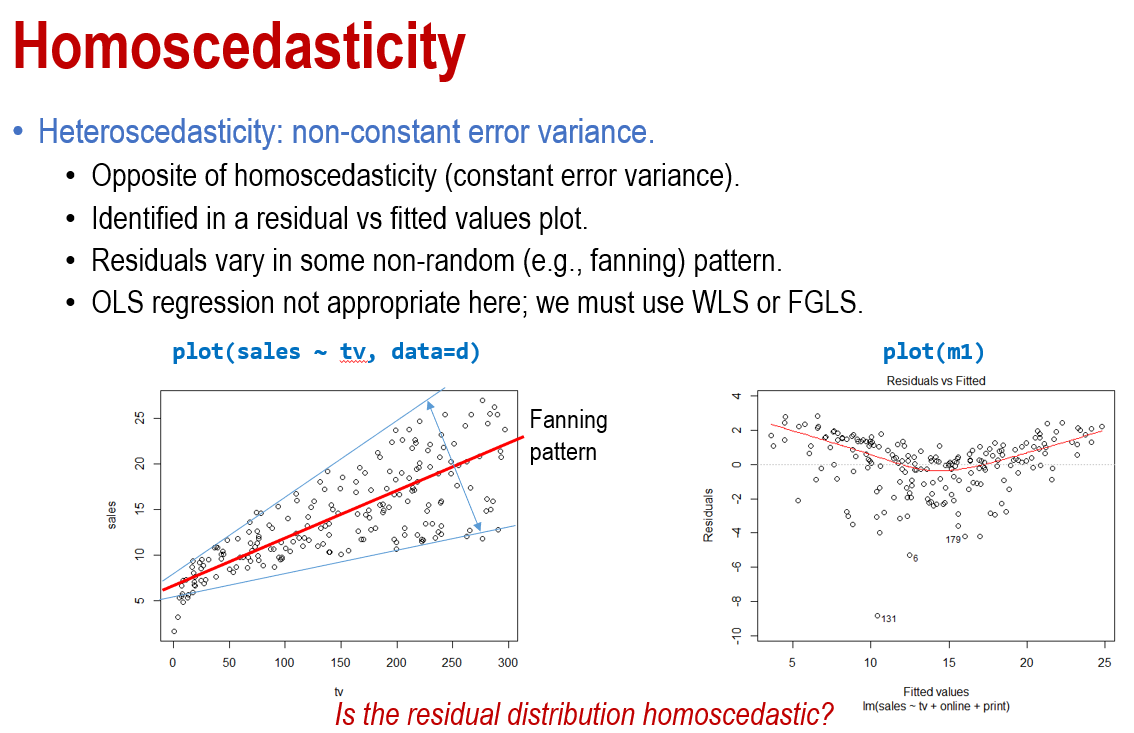 Homoscedasticity
• Heteroscedasticity: non-constant error variance.
• Opposite of homoscedasticity (constant error variance).
• Identified in a residual vs fitted values plot.
• Residuals vary in some non-random (e.g., fanning) pattern.
• OLS regression not appropriate here; we must use WLS or FGLS.
plot(sales ~ tv, data=d)
sales
25
20
15
10
5
0 50 100 150 200 250 300
tv
Fanning
pattern
plot(m1)
Residuals vs Fitted
Residuals
4
2
0
-2
-4
-6
-8
-10
179
6
131
5 10 15 20 25
Fitted values
lm(sales ~ tv + online + print)
Is the residual distribution homoscedastic?